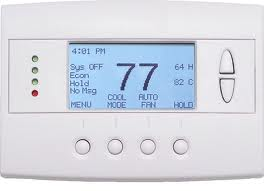 4:01 PM
Sys OFF
Econ
Hold
No Msg
77
64 H
82 C
MENU
COOL MODE
AUTO FAN
HOLD